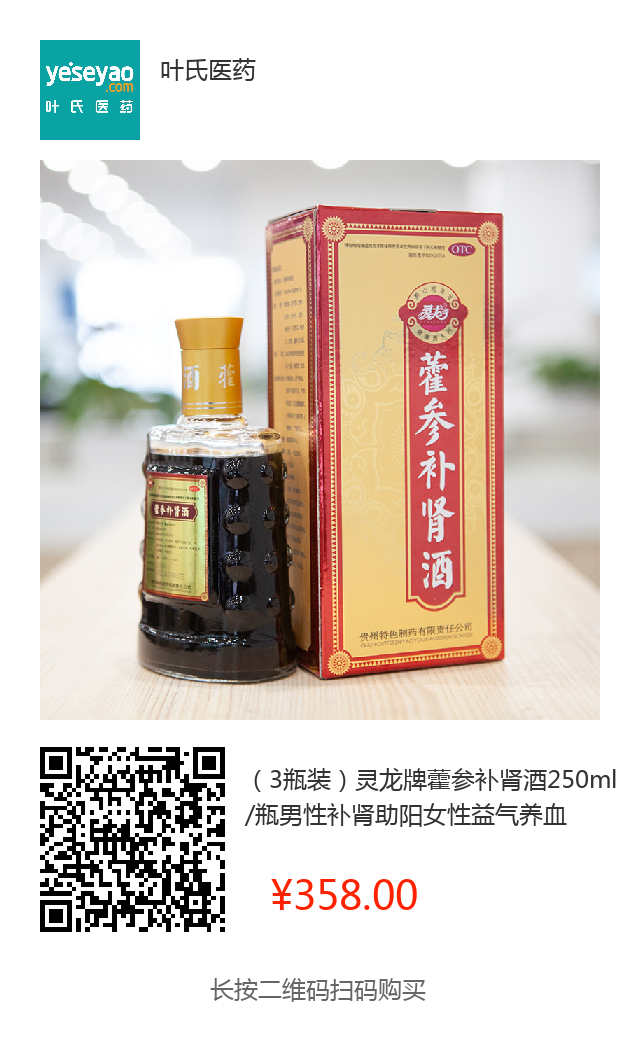 yeseyao
.com
叶氏医药
叶氏医药
OTC
灵龙
藿参补肾酒
贵州特色制药有限责任公司
酒 藿
藿参补肾酒
（3瓶装）灵龙牌藿参补肾酒250ml
/瓶男性补肾助阳女性益气养血
¥358.00
长按二维码扫码购买